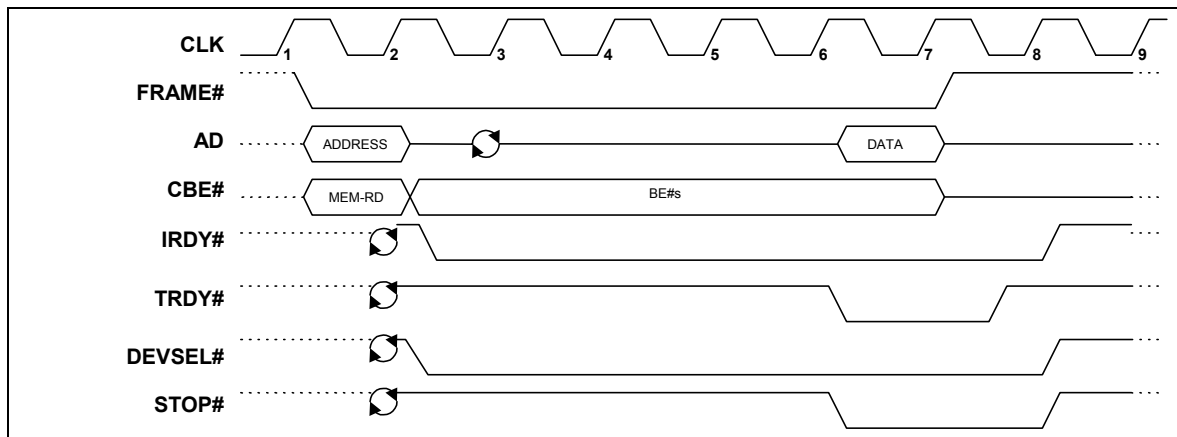 CLK
1 2 3 4 5 6 7 8 9
FRAME#
AD
ADDRESS
DATA
CBE#
MEM-RD
BE#s
IRDY#
TRDY#
DEVSEL#
STOP#